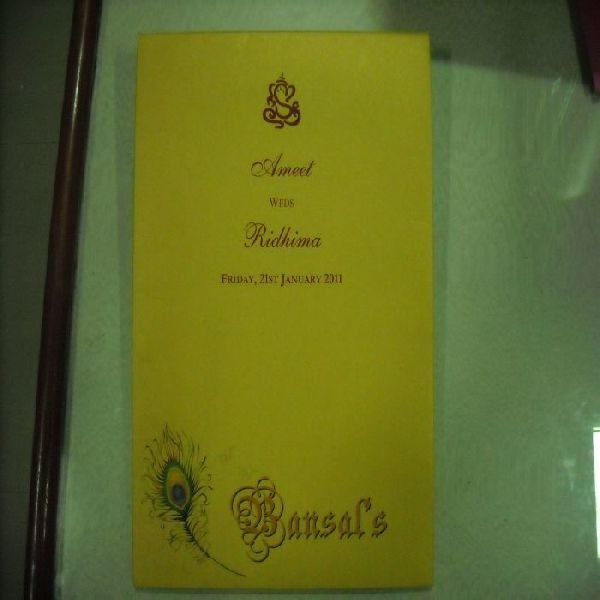 Ameet
WEDS
Ridhima
FRIDAY, 21ST JANUARY 2011
Bansal's